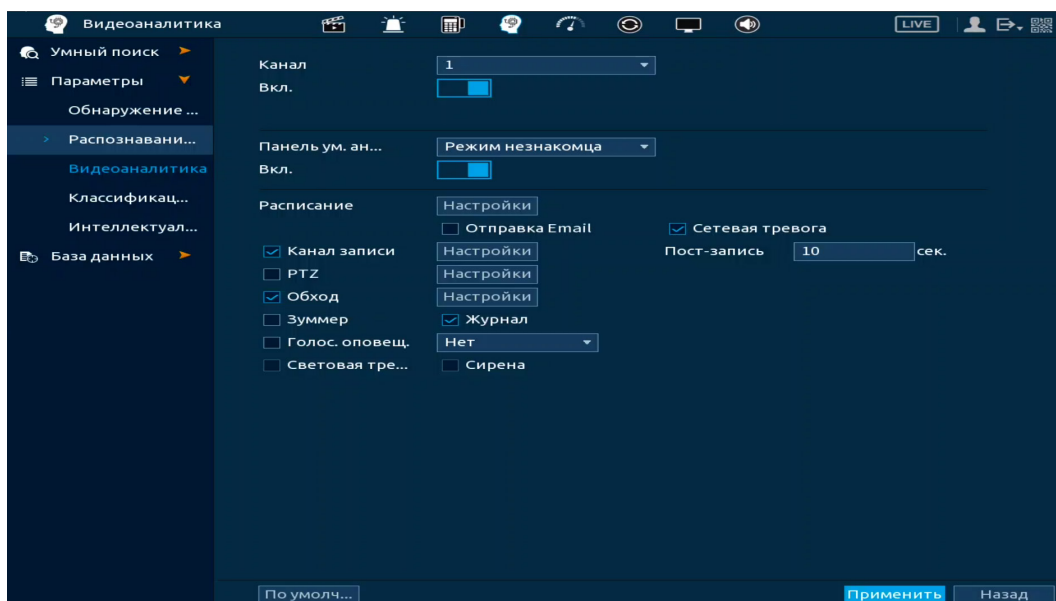 Видеоаналитика
LIVE
Умный поиск
Параметры
Обнаружение ...
Распознавани...
Видеоаналитика
Классификац...
Интеллектуал...
База данных
Канал 1
Вкл.
Панель ум. ан... Режим незнакомца
Вкл.
Расписание Настройки
Отправка Email Сетевая тревога
Канал записи Настройки Пост-запись 10 сек.
PTZ Настройки
Обход Настройки
Зуммер Журнал
Голос. оповещ. Нет
Световая тре... Сирена
По умолч... Применить Назад